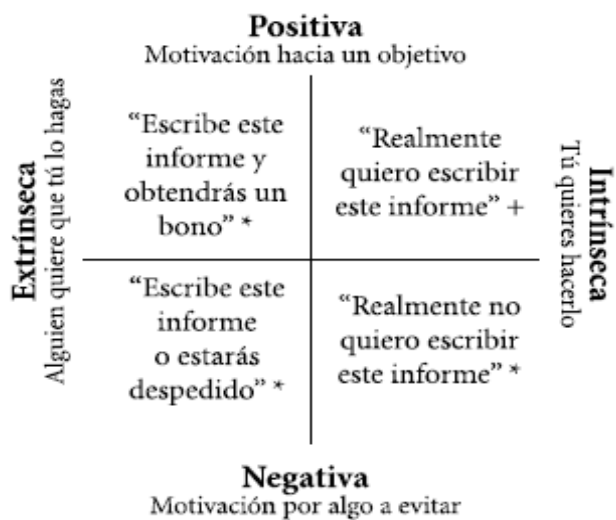 Positiva
Motivación hacia un objetivo
Extrínseca
Alguien quiere que tú lo hagas
“Escribe este
informe y
obtendrás un
bono” *
“Realmente
quiero escribir
este informe” +
Intrínseca
Tú quieres hacerlo
“Escribe este
informe
o estarás
despedido” *
“Realmente no
quiero escribir
este informe” *
Negativa
Motivación por algo a evitar